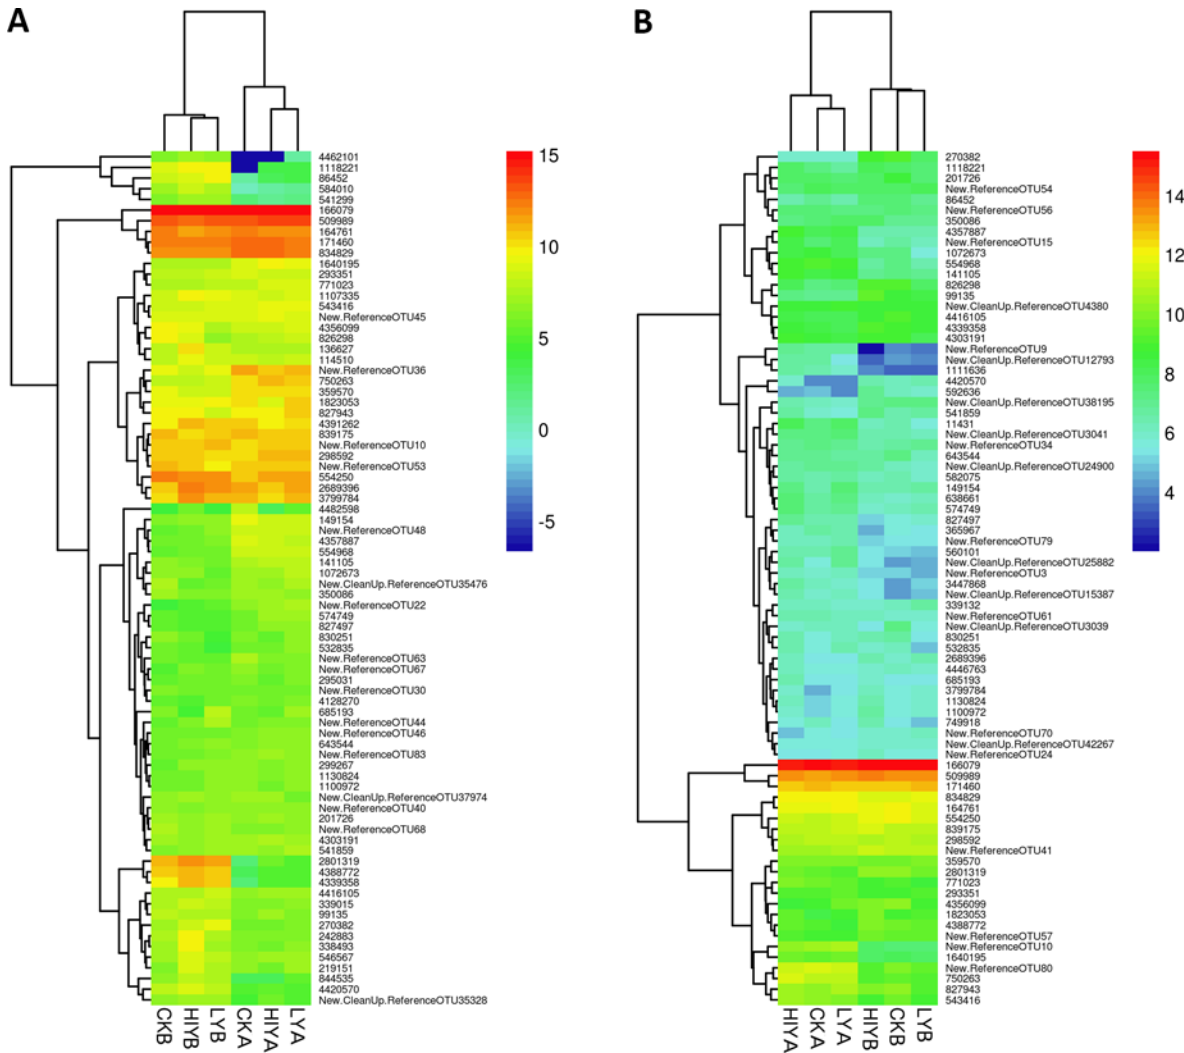 A
4462101
1118221
86452
584010
541299
166079
509989
164761
171460
834829
1640195
293351
771023
1107335
543416
New.ReferenceOTU45
4356099
826298
136627
114510
New.ReferenceOTU36
750263
359570
1823053
827943
4391262
839175
New.ReferenceOTU10
298592
New.ReferenceOTU53
554250
2689396
3799784
4482598
149154
New.ReferenceOTU48
4357887
554968
141105
1072673
New.CleanUp.ReferenceOTU35476
350086
New.ReferenceOTU22
574749
827497
830251
532835
New.ReferenceOTU63
New.ReferenceOTU67
295031
New.ReferenceOTU30
4128270
685193
New.ReferenceOTU44
New.ReferenceOTU46
643544
New.ReferenceOTU83
299267
1130824
1100972
New.CleanUp.ReferenceOTU37974
New.ReferenceOTU40
201726
New.ReferenceOTU68
4303191
541859
2801319
4388772
4339358
4416105
339015
99135
270382
242883
338493
546567
219151
844535
4420570
New.CleanUp.ReferenceOTU35328
CKB HIYB LYB CKA HIYA LYA
15
10
5
0
-5
B
270382
1118221
201726
New.ReferenceOTU54
86452
New.ReferenceOTU56
350086
4357887
New.ReferenceOTU15
1072673
554968
141105
826298
99135
New.CleanUp.ReferenceOTU4380
4416105
4339358
4303191
New.ReferenceOTU9
New.CleanUp.ReferenceOTU12793
1111636
4420570
592636
New.CleanUp.ReferenceOTU38195
541859
11431
New.CleanUp.ReferenceOTU3041
New.ReferenceOTU34
643544
New.CleanUp.ReferenceOTU24900
582075
149154
638661
574749
827497
365967
New.ReferenceOTU79
560101
New.CleanUp.ReferenceOTU25882
New.ReferenceOTU3
3447868
New.CleanUp.ReferenceOTU15387
339132
New.ReferenceOTU61
New.CleanUp.ReferenceOTU3039
830251
532835
2689396
4446763
685193
3799784
1130824
1100972
749918
New.ReferenceOTU70
New.CleanUp.ReferenceOTU42267
New.ReferenceOTU24
166079
509989
171460
834829
164761
554250
839175
298592
New.ReferenceOTU41
359570
2801319
771023
293351
4356099
1823053
4388772
New.ReferenceOTU57
New.ReferenceOTU10
1640195
New.ReferenceOTU80
750263
827943
543416
HIYA CKA LYA HIYB CKB LYB
14
12
10
8
6
4